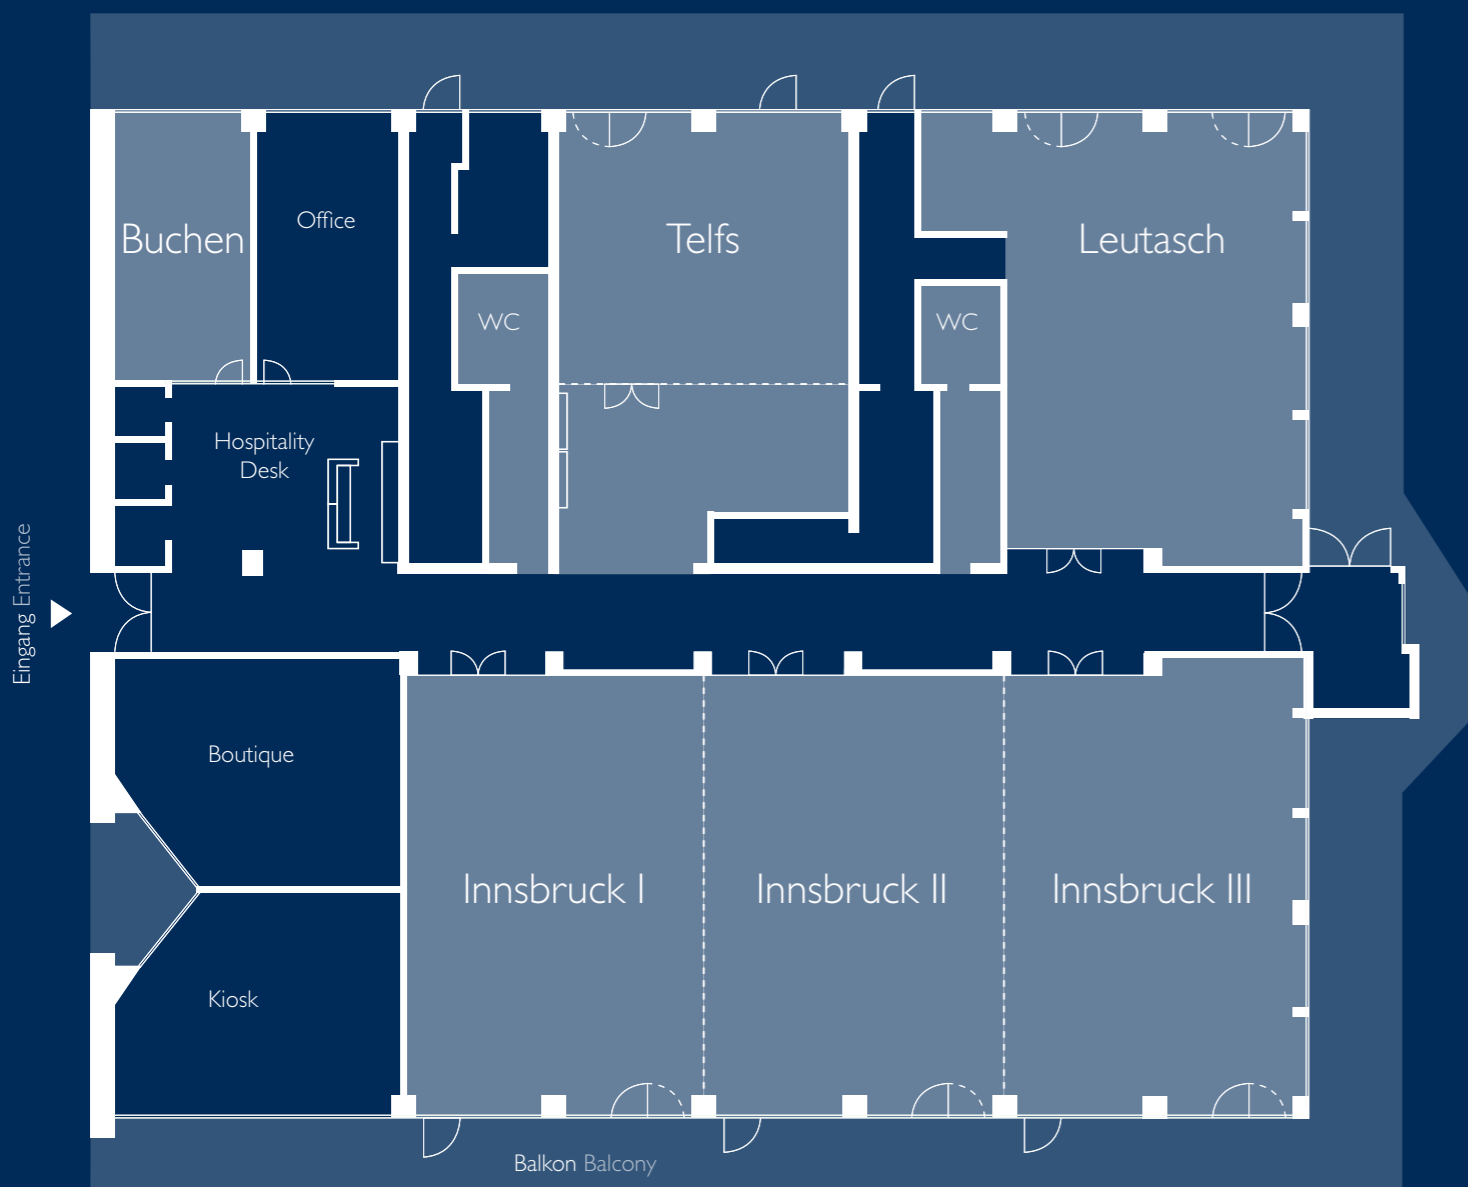 Buchen
Office
Telfs
Leutasch
WC
WC
Hospitality
Desk
Eingang Entrance
Boutique
Innsbruck I
Innsbruck II
Innsbruck III
Kiosk
Balkon Balcony